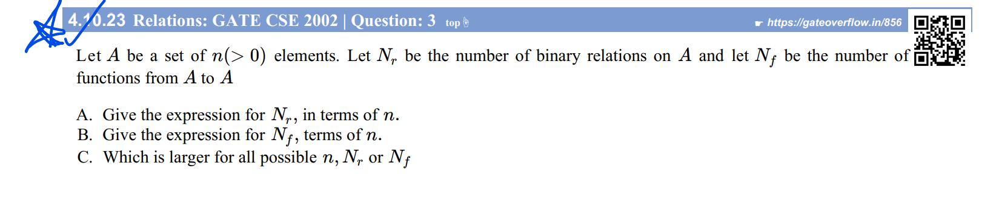 4.10.23 Relations: GATE CSE 2002 | Question: 3 top ☝
☛ https://gateoverflow.in/856
Let A be a set of n(> 0) elements. Let N_r be the number of binary relations on A and let N_f be the number of
functions from A to A
A. Give the expression for N_r, in terms of n.
B. Give the expression for N_f, terms of n.
C. Which is larger for all possible n, N_r or N_f